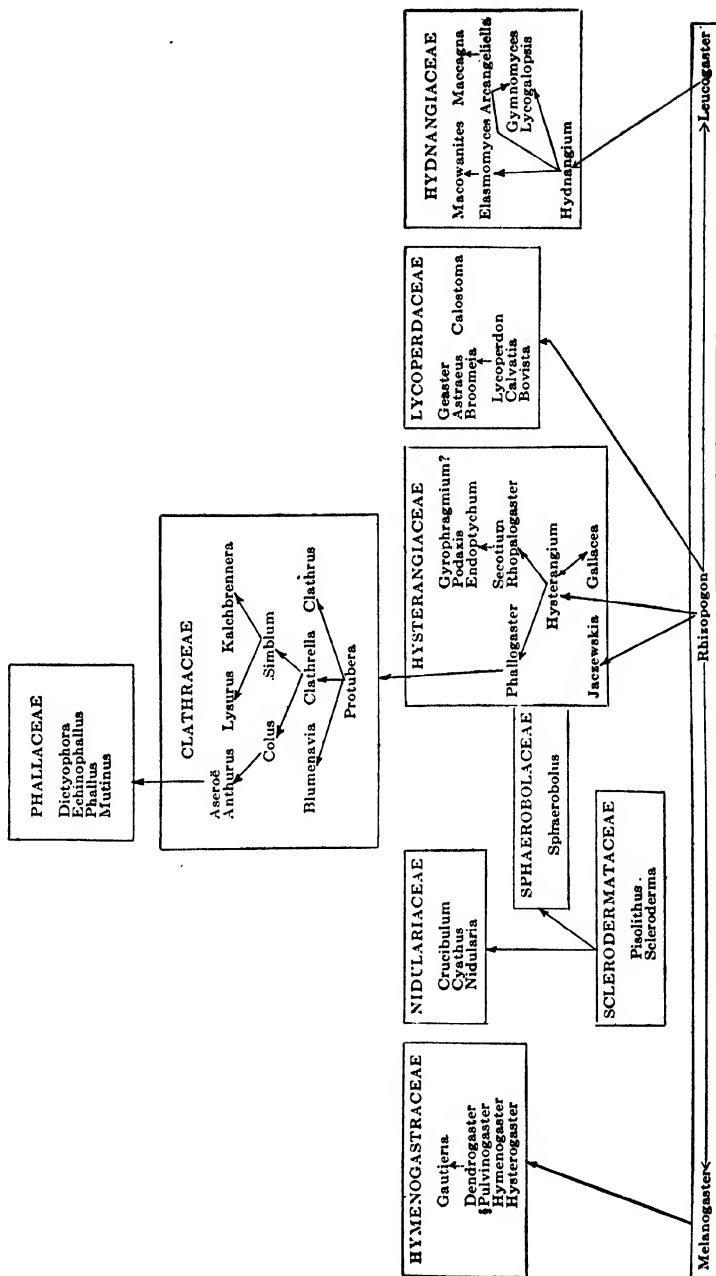 PHALLACEAE
Dictyophora
Echinophallus
Phallus
Mutinus
CLATHRACEAE
Aseroë
Anthurus Lysurus Kalchbrennera
Colus .Simblum
Blumenavia Clathrella Clathrus
Protubera
HYMENOGASTRACEAE
Gautieria
Dendrogaster
§Pulvinogaster
Hymenogaster
Hysterogaster
NIDULARIACEAE
Crucibulum
Cyathus
Nidularia
SPHAEROBOLACEAE
Sphaerobolus
SCLERODERMATACEAE
Pisolithus.
Scleroderma
HYSTERANGIACEAE
Gyrophragmium?
Podaxis
Endoptychum
Phallogaster Secotium
Rhopalogaster
Hysterangium
Jaczewskia Gallacea
LYCOPERDACEAE
Geaster
Astraeus Calostoma
Broomeia
Lycoperdon
Calvatia
Bovista
HYDNANGIACEAE
Macowanites Maccagna
Elasmomyces Arcangeliella
Gymnomyces
Lycogalopsis
Hydnangium
Melanogaster< Rhizopogon >Leucogaster